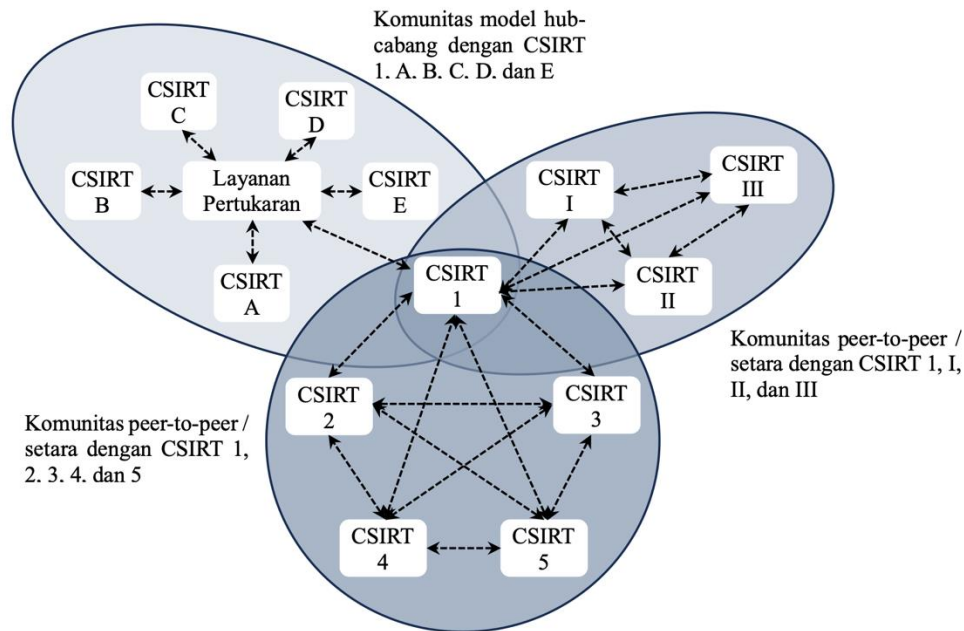 Komunitas model hub-
cabang dengan CSIRT
1, A, B, C, D, dan E
CSIRT
C
CSIRT
D
CSIRT
B
Layanan
Pertukaran
CSIRT
E
CSIRT
A
CSIRT
I
CSIRT
III
CSIRT
II
CSIRT
1
Komunitas peer-to-peer /
setara dengan CSIRT 1, I,
II, dan III
CSIRT
2
CSIRT
3
Komunitas peer-to-peer /
setara dengan CSIRT 1,
2, 3, 4, dan 5
CSIRT
4
CSIRT
5